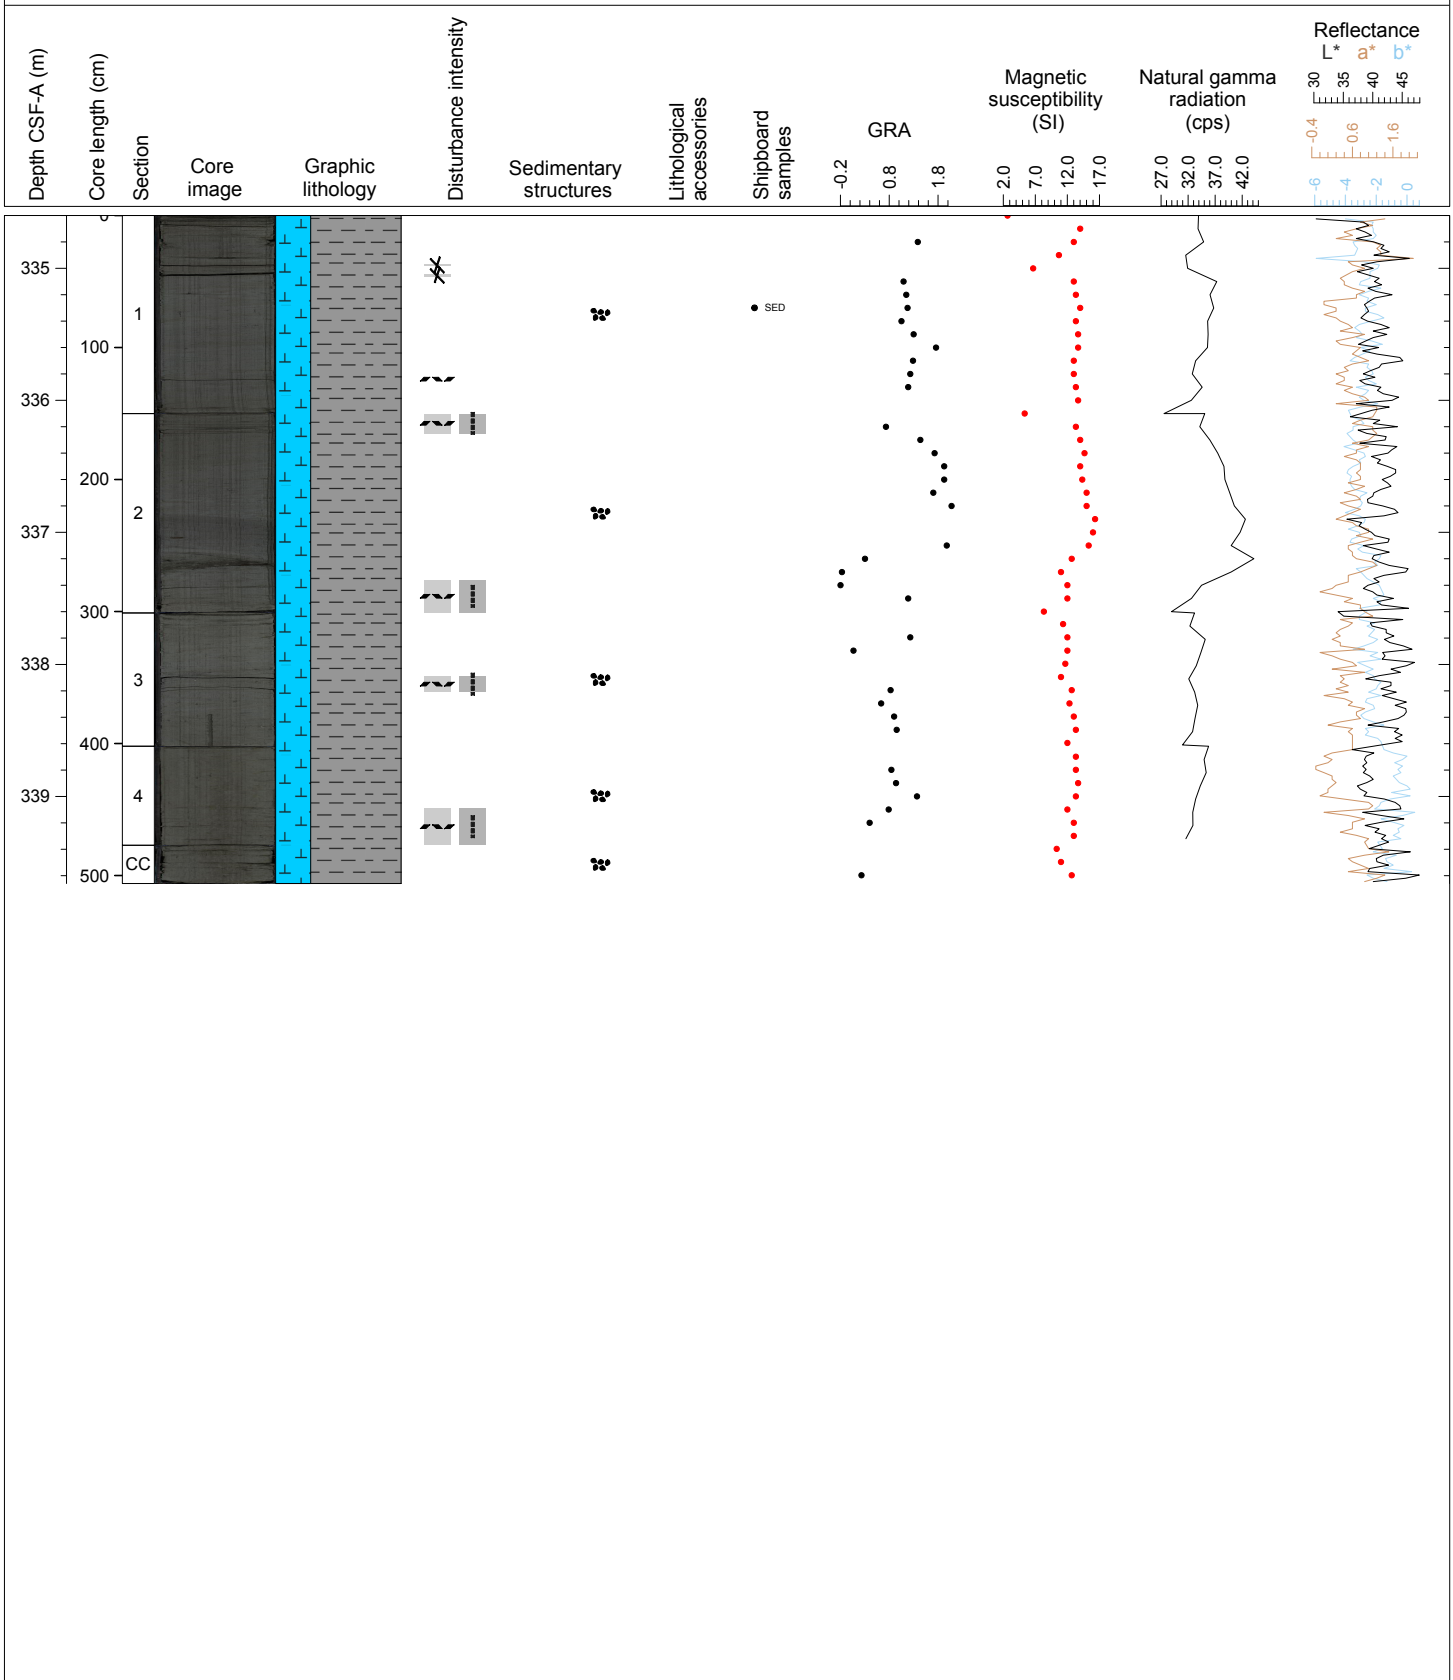 Depth CSF-A (m)
Core length (cm)
Section
Core
image
Graphic
lithology
Disturbance intensity
Sedimentary
structures
Lithological
accessories
Shipboard
samples
GRA
-0.2
0.8
1.8
Magnetic
susceptibility
(SI)
2.0
7.0
12.0
17.0
Natural gamma
radiation
(cps)
27.0
32.0
37.0
42.0
Reflectance
L* a* b*
30
35
40
45
-0.4
0.6
1.6
-6
-4
-2
0
0
335
1
SED
100
336
200
2
337
300
338
3
400
339
4
CC
500